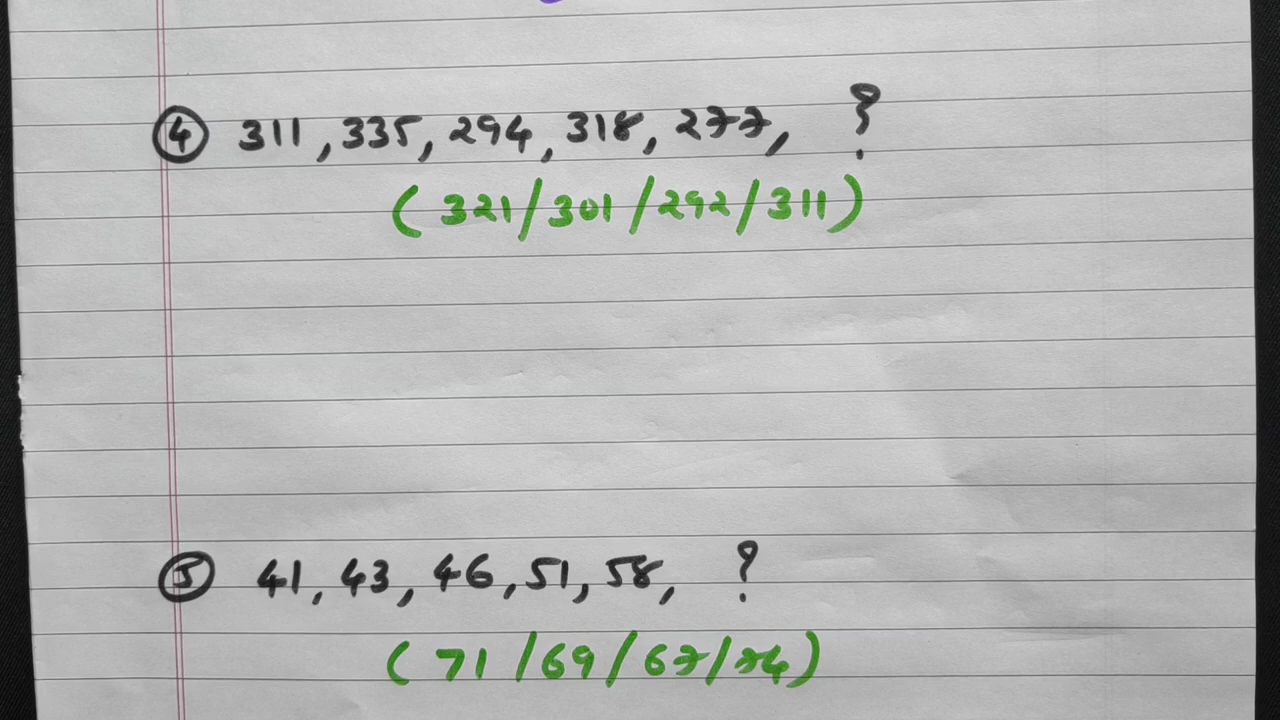 ④ 311, 335, 294, 318, 277, ?
(321/301/292/311)
⑤ 41, 43, 46, 51, 58, ?
(71/69/67/74)